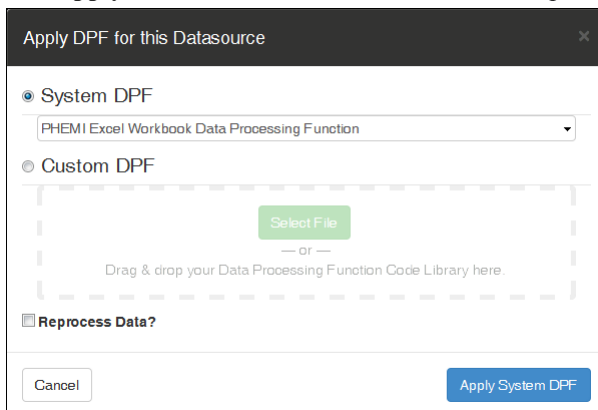 Apply DPF for this Datasource ×
System DPF
PHEMI Excel Workbook Data Processing Function
Custom DPF
Select File
— or —
Drag & drop your Data Processing Function Code Library here.
Reprocess Data?
Cancel Apply System DPF